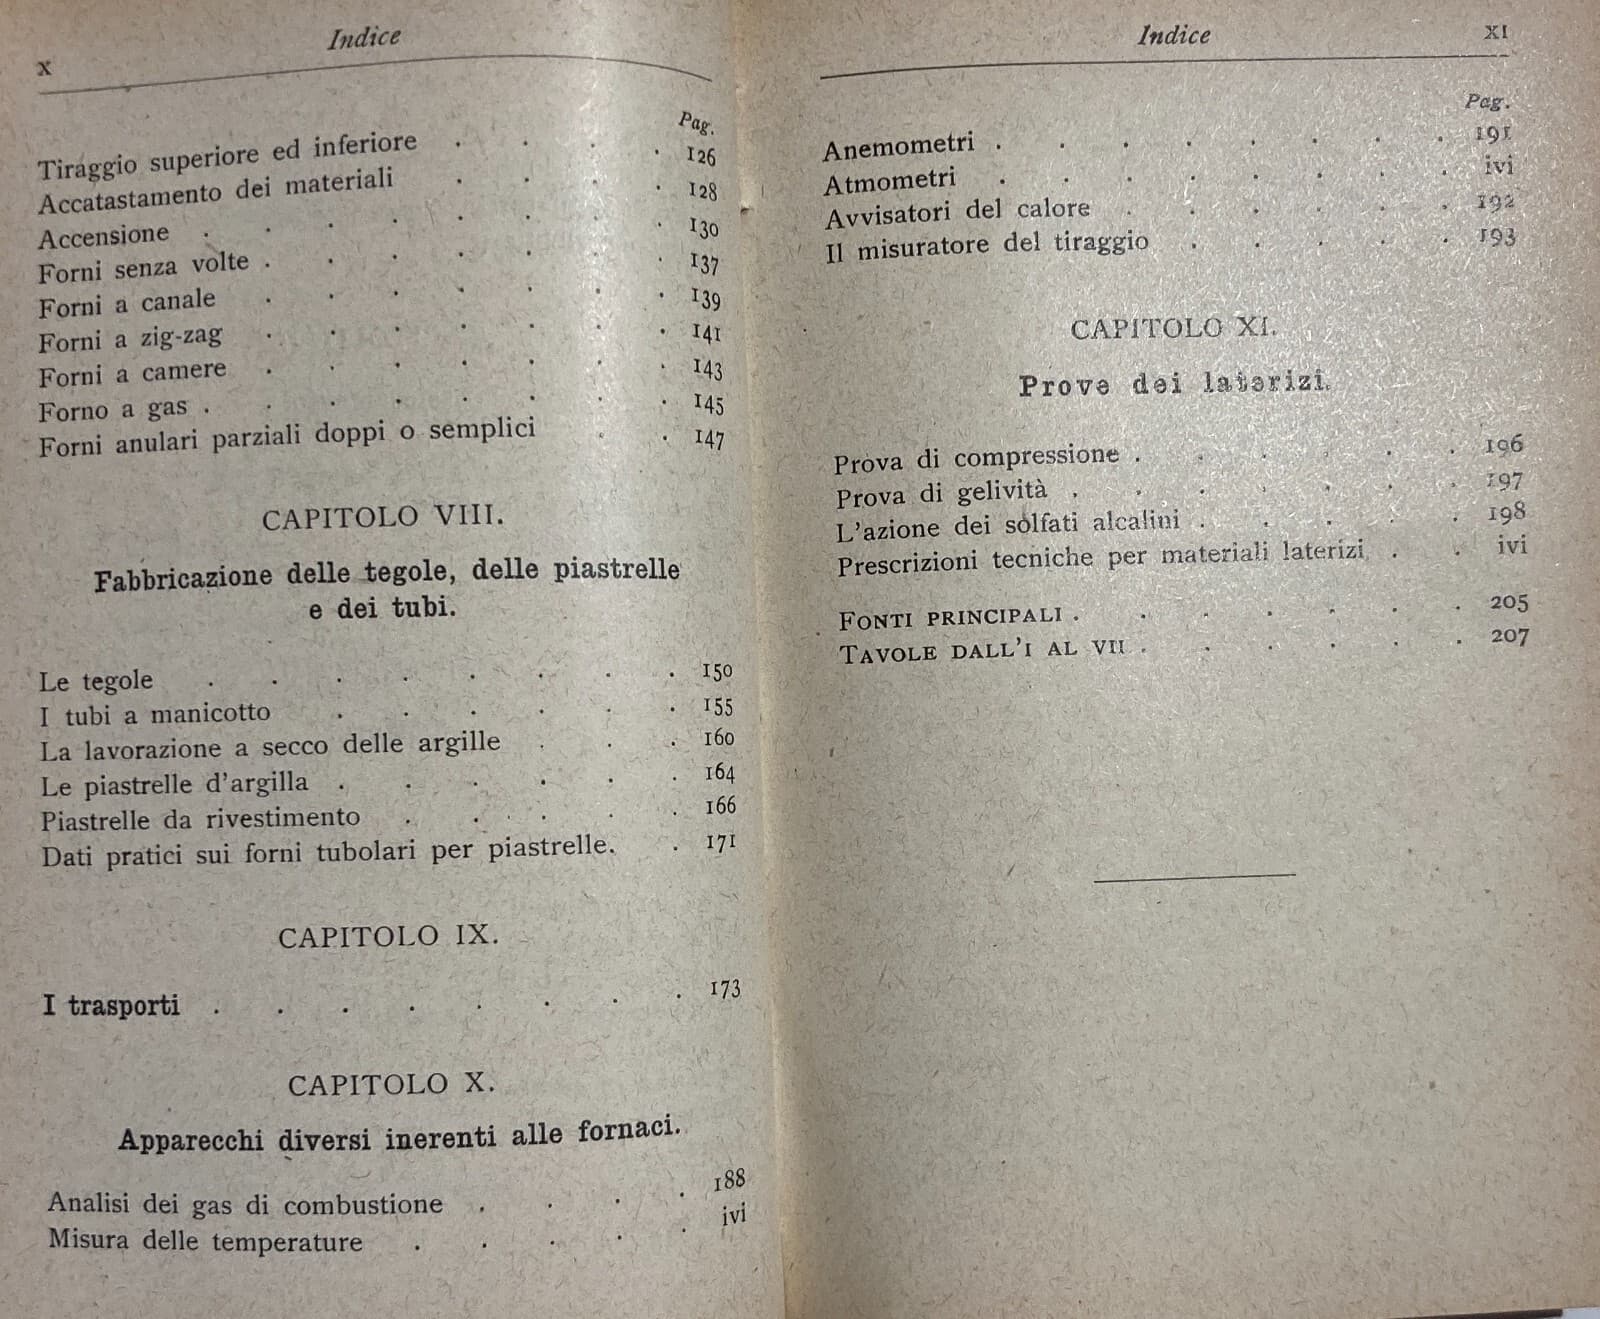 X
Indice
Pag.
Tiraggio superiore ed inferiore . . . . 126
Accatastamento dei materiali . . . . 128
Accensione . . . . . . . . 130
Forni senza volte . . . . . . . 137
Forni a canale . . . . . . . 139
Forni a zig-zag . . . . . . . 141
Forni a camere . . . . . . . 143
Forno a gas . . . . . . . . 145
Forni anulari parziali doppi o semplici . . 147
CAPITOLO VIII.
Fabbricazione delle tegole, delle piastrelle
e dei tubi.
Le tegole . . . . . . . . 150
I tubi a manicotto . . . . . . 155
La lavorazione a secco delle argille . . . 160
Le piastrelle d'argilla . . . . . . 164
Piastrelle da rivestimento . . . . . 166
Dati pratici sui forni tubolari per piastrelle. . 171
CAPITOLO IX.
I trasporti . . . . . . . . 173
CAPITOLO X.
Apparecchi diversi inerenti alle fornaci.
Analisi dei gas di combustione . . . . 188
Misura delle temperature . . . . . ivi
Indice
XI
Pag.
Anemometri . . . . . . . . 191
Atmometri . . . . . . . . ivi
Avvisatori del calore . . . . . . 192
Il misuratore del tiraggio . . . . . 193
CAPITOLO XI.
Prove dei laterizi.
Prova di compressione . . . . . . 196
Prova di gelività . . . . . . . 197
L'azione dei solfati alcalini . . . . . 198
Prescrizioni tecniche per materiali laterizi . . ivi
FONTI PRINCIPALI . . . . . . . 205
TAVOLE DALL'I AL VII . . . . . . 207